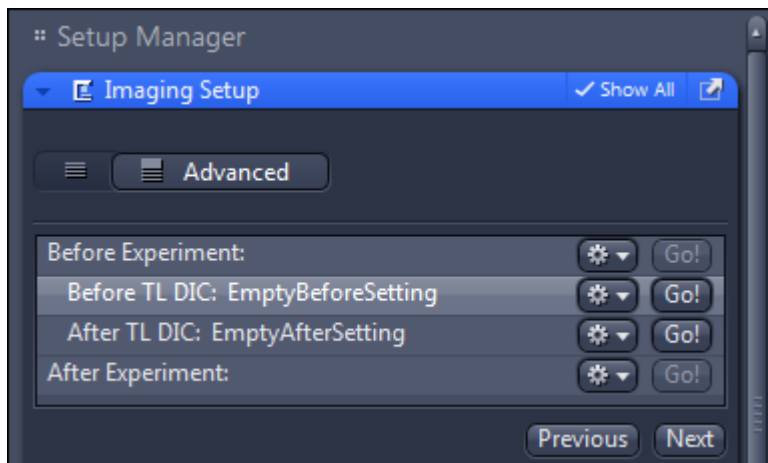 Setup Manager
Imaging Setup Show All
Advanced
Before Experiment: Go!
Before TL DIC: EmptyBeforeSetting Go!
After TL DIC: EmptyAfterSetting Go!
After Experiment: Go!
Previous Next